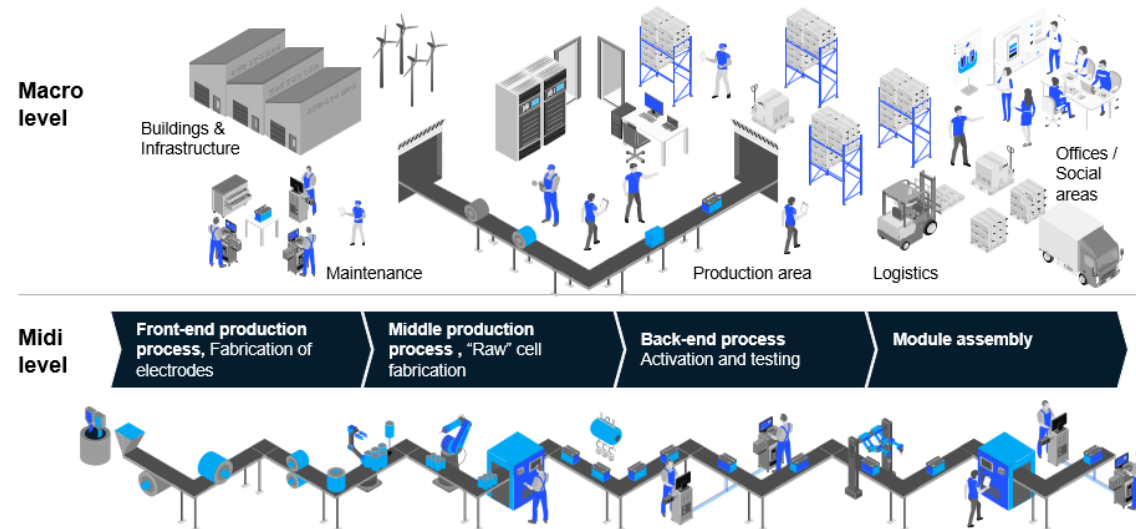 Macro
level
Buildings &
Infrastructure
Maintenance
Production area
Logistics
Offices /
Social
areas
Midi
level
Front-end production
process, Fabrication of
electrodes
Middle production
process , “Raw” cell
fabrication
Back-end process
Activation and testing
Module assembly